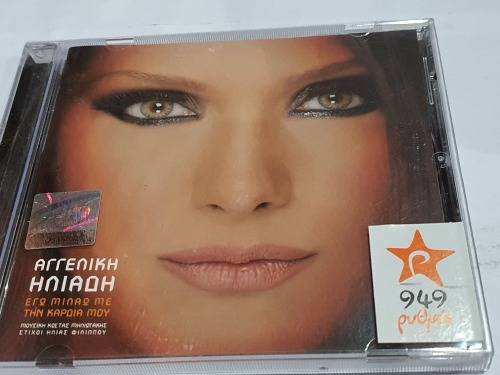 ΑΓΓΕΛΙΚΗ
ΗΛΙΑΔΗ
ΕΓΩ ΜΙΛΑΩ ΜΕ
ΤΗΝ ΚΑΡΔΙΑ ΜΟΥ
ΜΟΥΣΙΚΗ ΚΩΣΤΑΣ ΜΗΛΙΩΤΑΚΗΣ
ΣΤΙΧΟΙ ΗΛΙΑΣ ΦΙΛΙΠΠΟΥ
949
ρυθμός